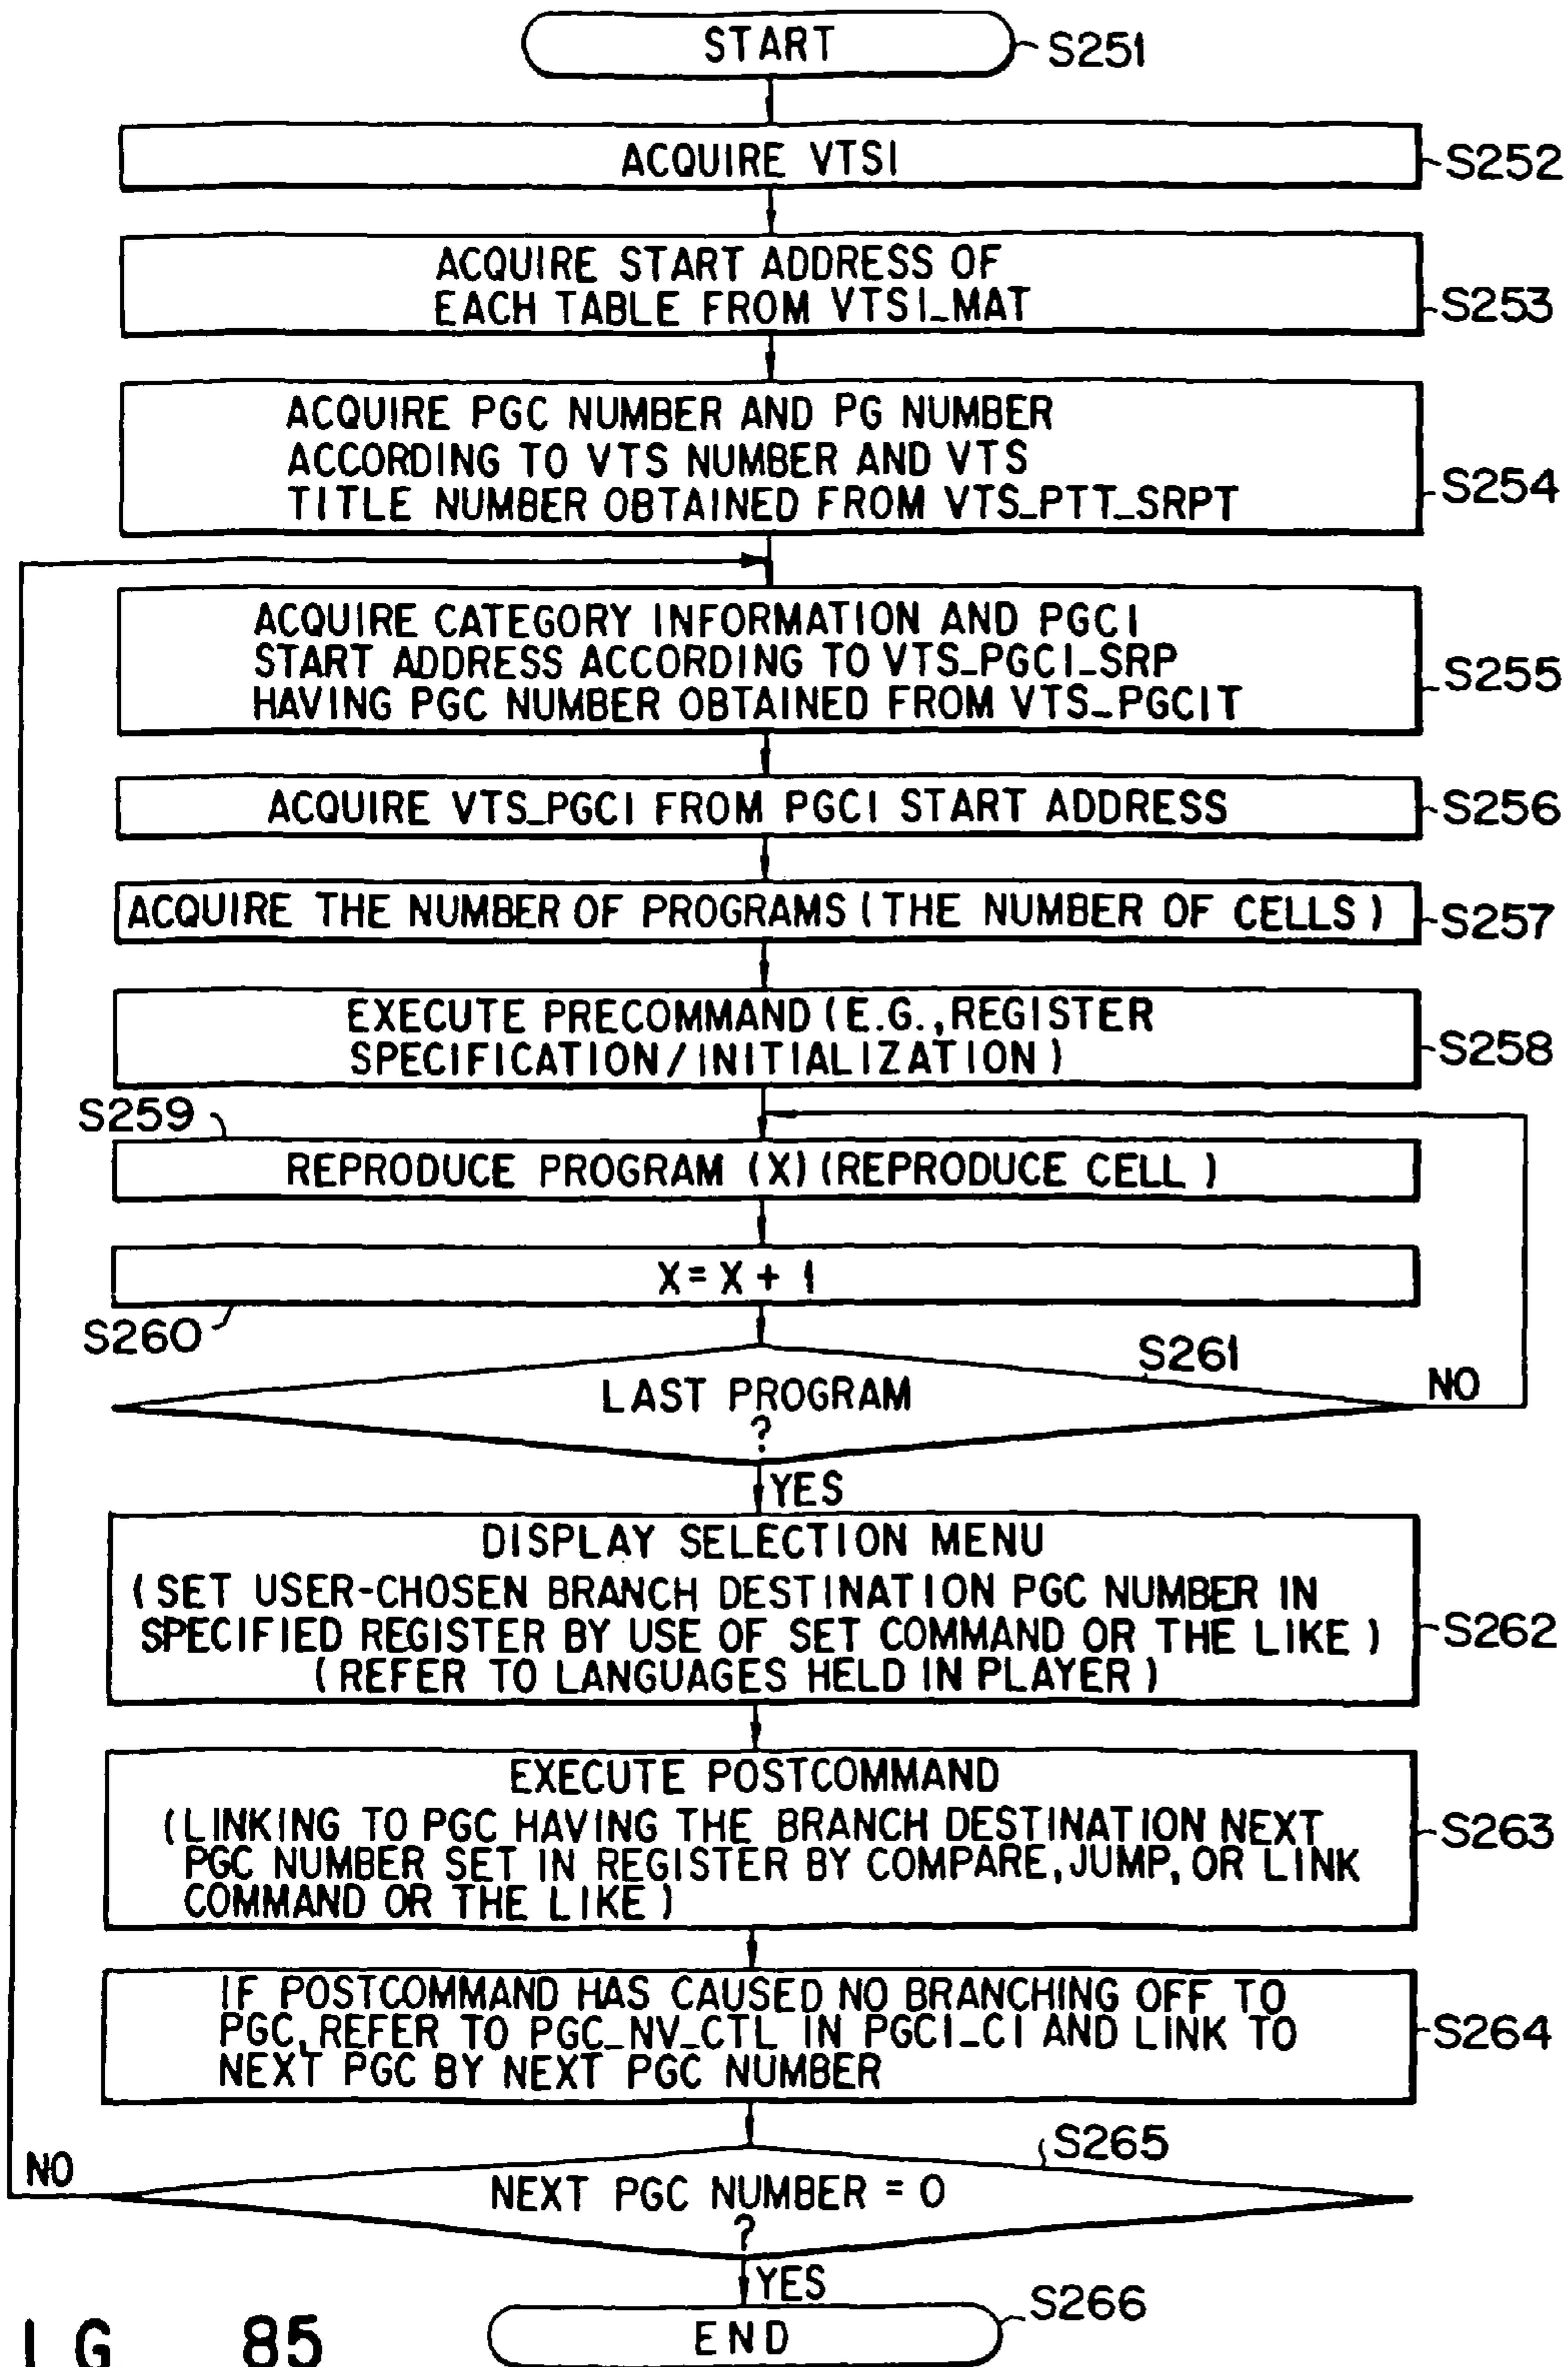 START
S251
ACQUIRE VTSI
S252
ACQUIRE START ADDRESS OF
EACH TABLE FROM VTSI_MAT
S253
ACQUIRE PGC NUMBER AND PG NUMBER
ACCORDING TO VTS NUMBER AND VTS
TITLE NUMBER OBTAINED FROM VTS_PTT_SRPT
S254
ACQUIRE CATEGORY INFORMATION AND PGCI
START ADDRESS ACCORDING TO VTS_PGCI_SRP
HAVING PGC NUMBER OBTAINED FROM VTS_PGCIT
S255
ACQUIRE VTS_PGCI FROM PGCI START ADDRESS
S256
ACQUIRE THE NUMBER OF PROGRAMS (THE NUMBER OF CELLS)
S257
EXECUTE PRECOMMAND (E.G., REGISTER
SPECIFICATION/INITIALIZATION)
S258
S259
REPRODUCE PROGRAM (X) (REPRODUCE CELL)
X = X + 1
S260
S261
LAST PROGRAM
?
NO
YES
DISPLAY SELECTION MENU
(SET USER-CHOSEN BRANCH DESTINATION PGC NUMBER IN
SPECIFIED REGISTER BY USE OF SET COMMAND OR THE LIKE)
(REFER TO LANGUAGES HELD IN PLAYER)
S262
EXECUTE POSTCOMMAND
(LINKING TO PGC HAVING THE BRANCH DESTINATION NEXT
PGC NUMBER SET IN REGISTER BY COMPARE, JUMP, OR LINK
COMMAND OR THE LIKE)
S263
IF POSTCOMMAND HAS CAUSED NO BRANCHING OFF TO
PGC, REFER TO PGC_NV_CTL IN PGCI_CI AND LINK TO
NEXT PGC BY NEXT PGC NUMBER
S264
S265
NO
NEXT PGC NUMBER = 0
?
YES
END
S266
IG 85